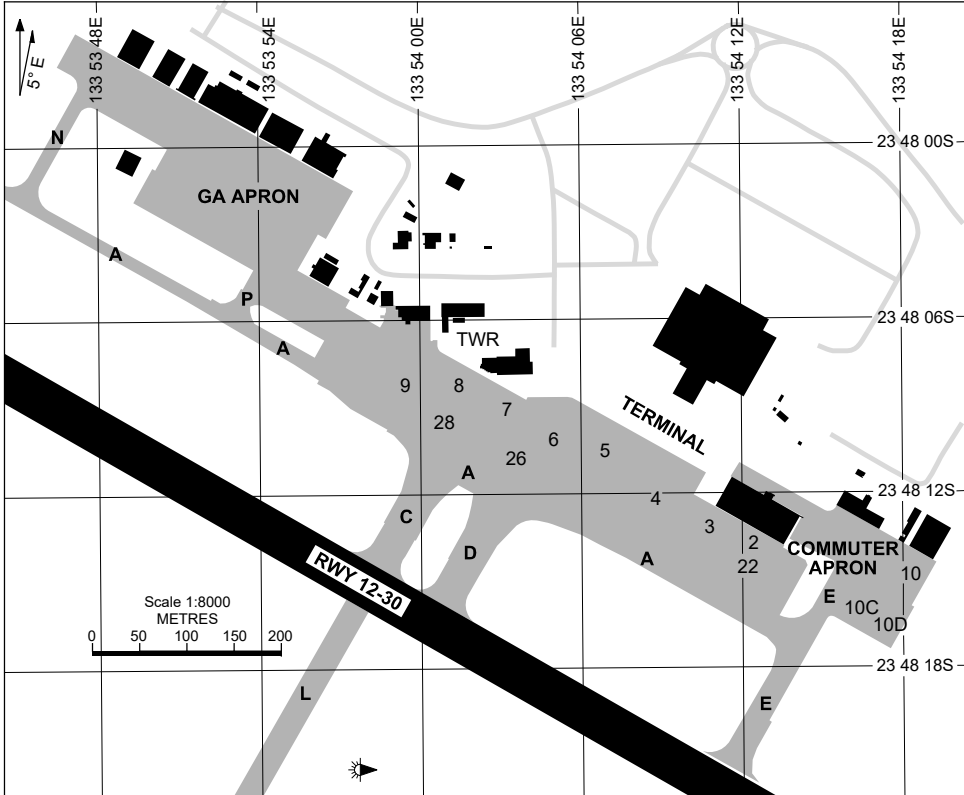 133 53 48E
133 53 54E
133 54 00E
133 54 06E
133 54 12E
133 54 18E
5° E
N
23 48 00S
GA APRON
A
P
23 48 06S
TWR
A
9
8
7
TERMINAL
28
6
5
26
A
23 48 12S
4
C
3
2
COMMUTER
APRON
D
A
22
10
RWY 12-30
E
10C
10D
Scale 1:8000
METRES
0 50 100 150 200
23 48 18S
L
E